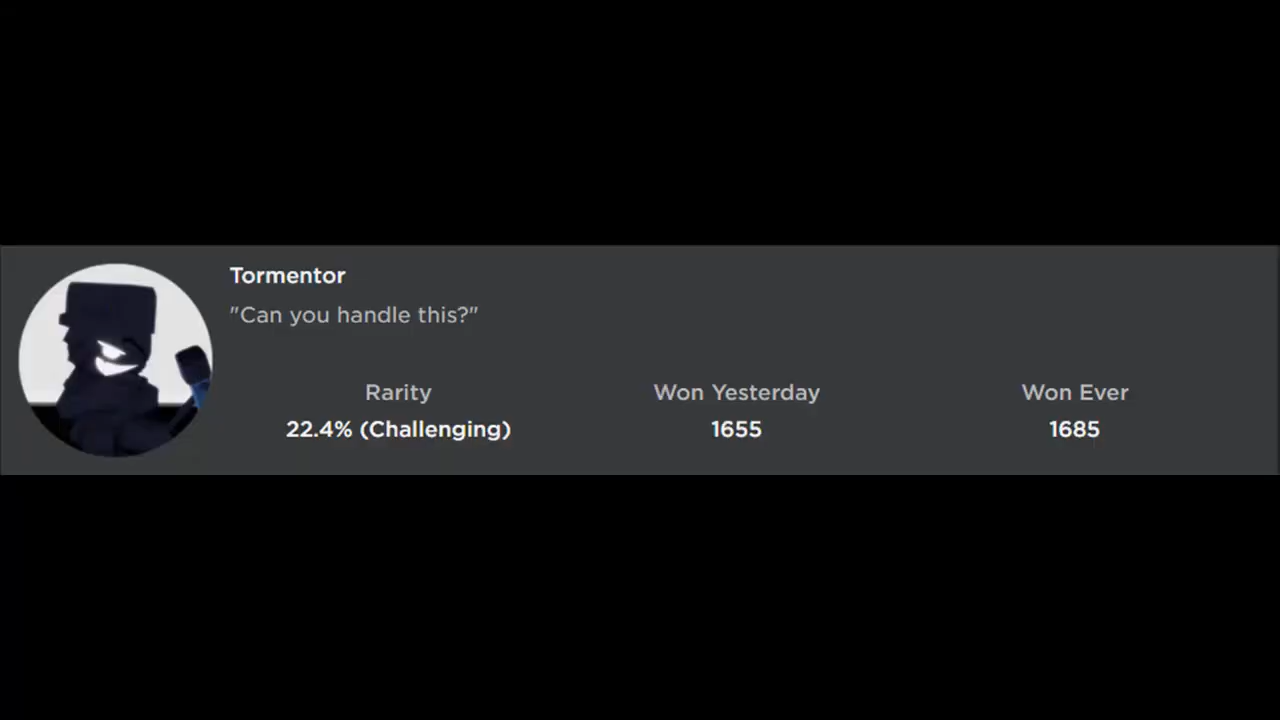 Tormentor
"Can you handle this?"
Rarity Won Yesterday Won Ever
22.4% (Challenging) 1655 1685